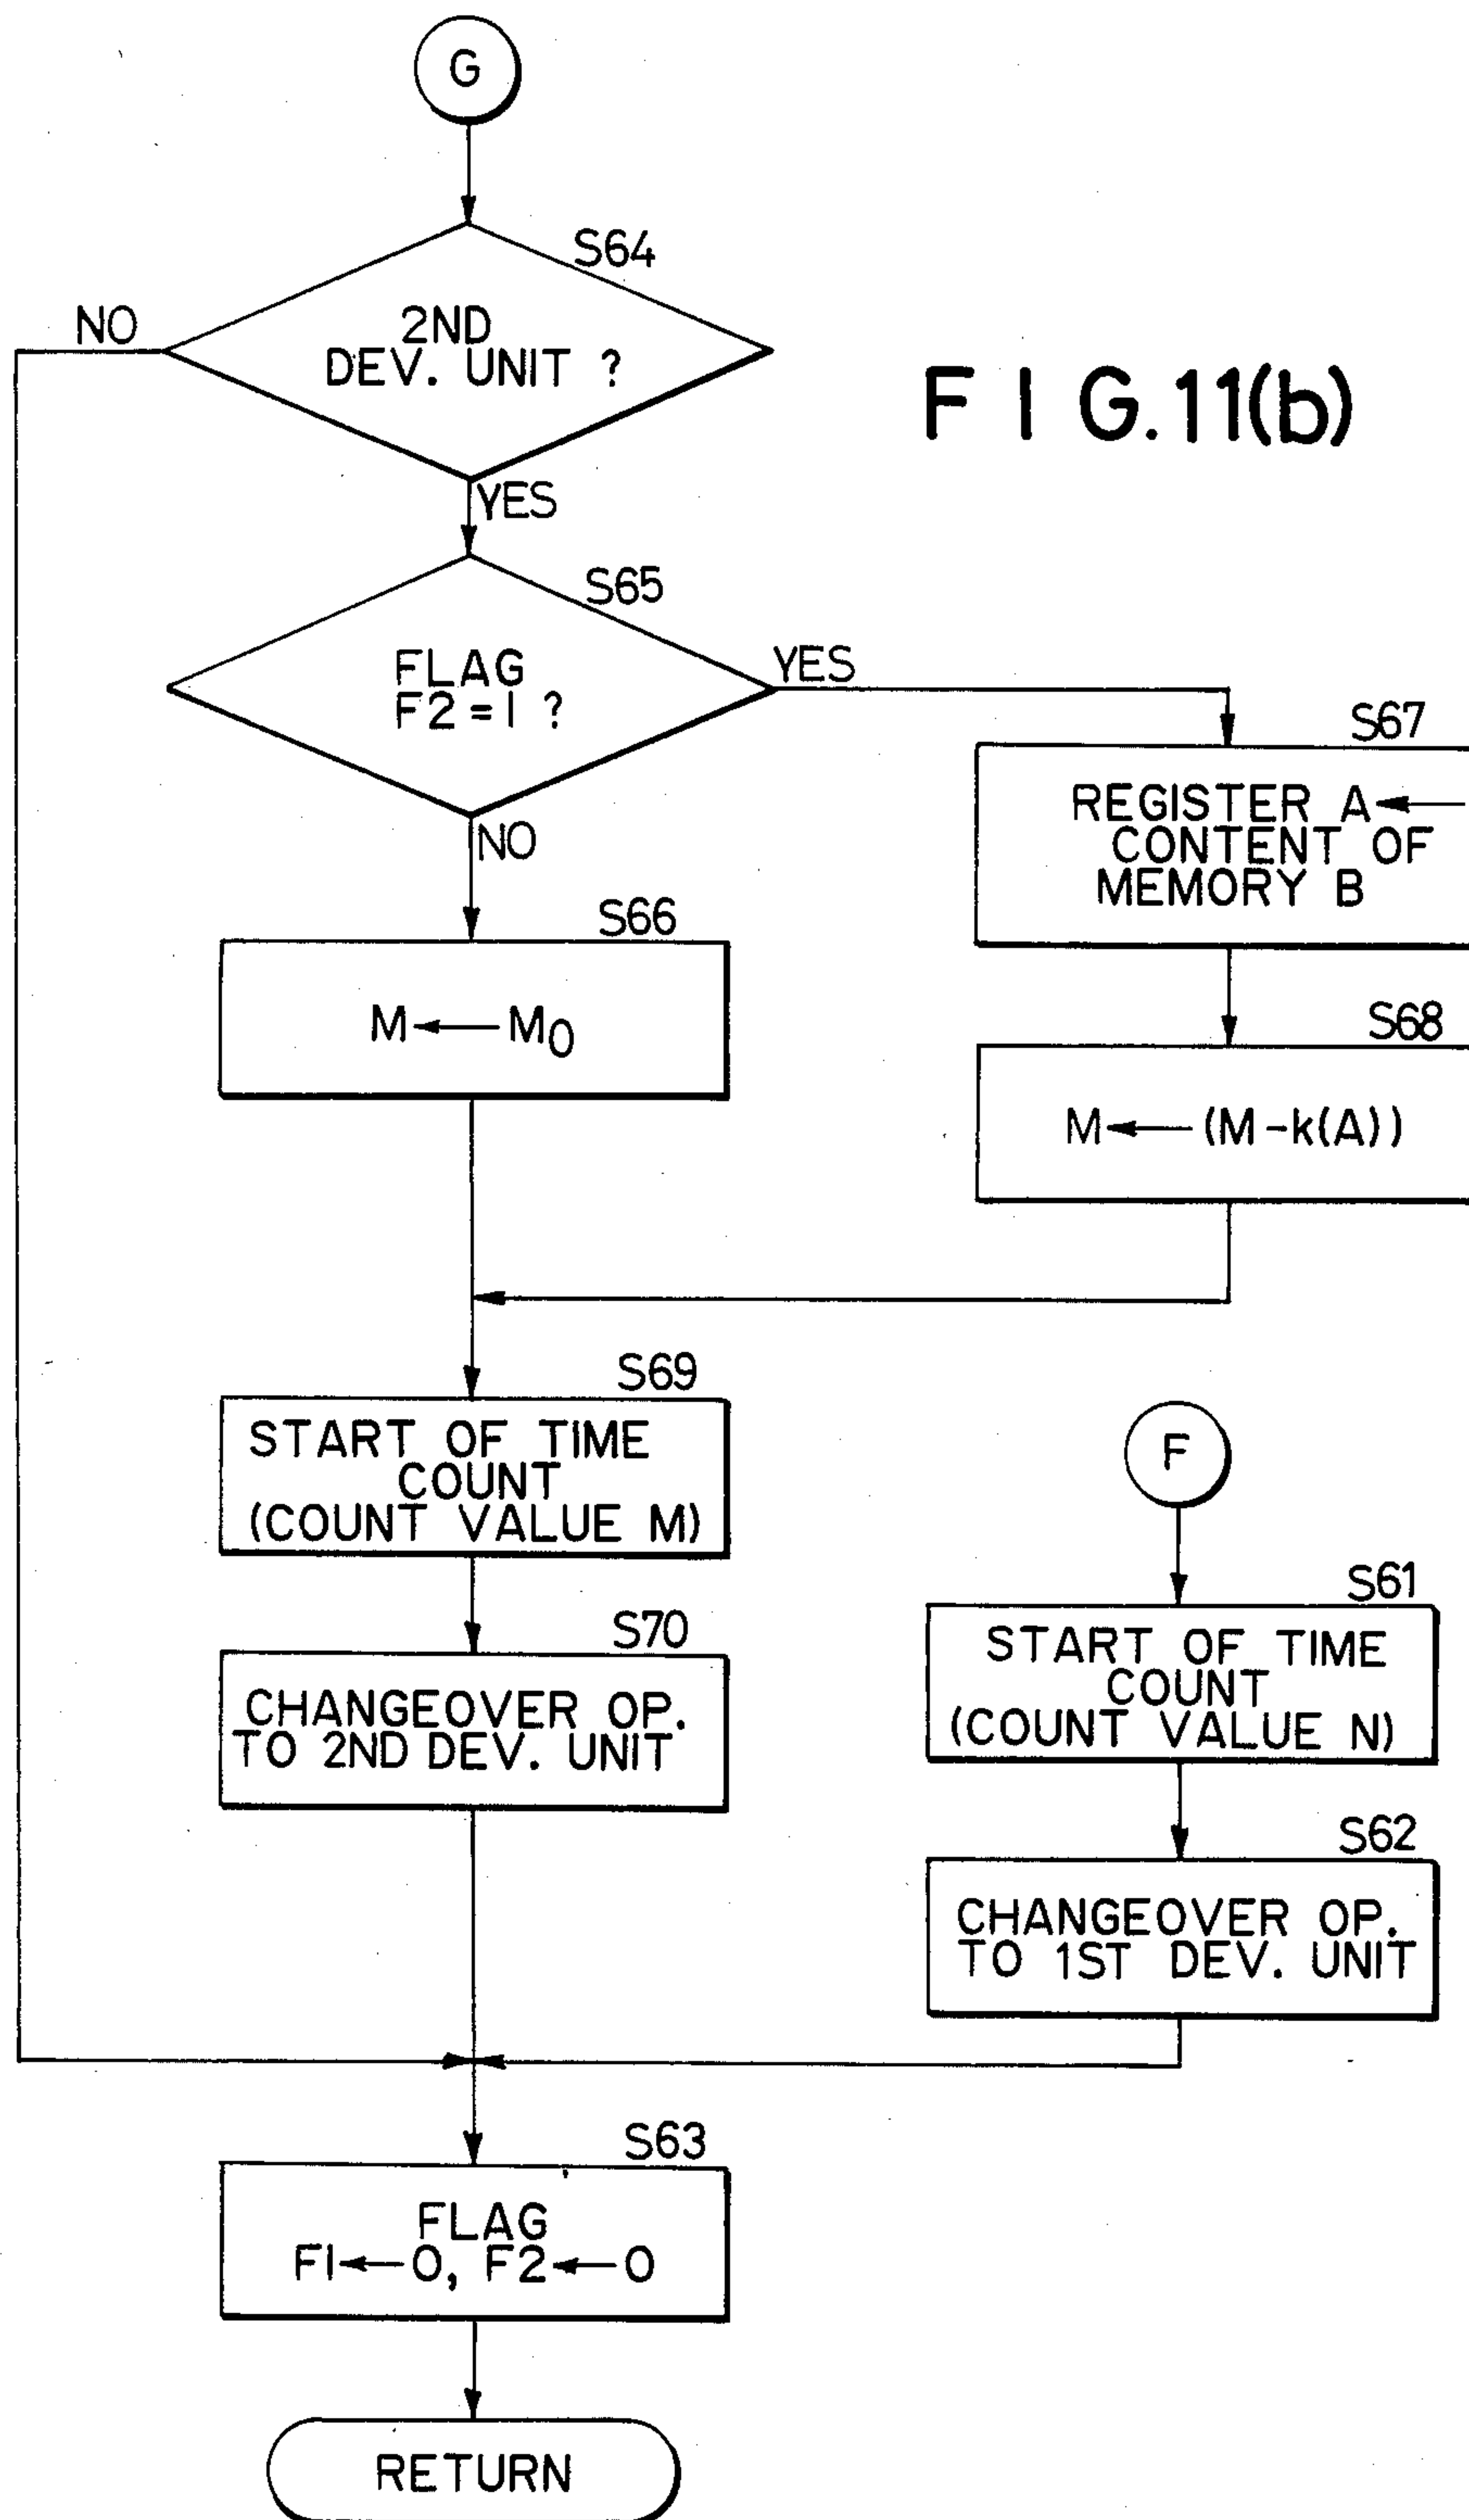 G
S64
NO
2ND
DEV. UNIT ?
FIG.11(b)
YES
S65
FLAG
F2=1 ?
YES
S67
REGISTER A←
CONTENT OF
MEMORY B
NO
S66
M←M0
S68
M←(M-k(A))
S69
START OF TIME
COUNT
(COUNT VALUE M)
F
S61
START OF TIME
COUNT
(COUNT VALUE N)
S70
CHANGEOVER OP.
TO 2ND DEV. UNIT
S62
CHANGEOVER OP.
TO 1ST DEV. UNIT
S63
FLAG
F1←0, F2←0
RETURN